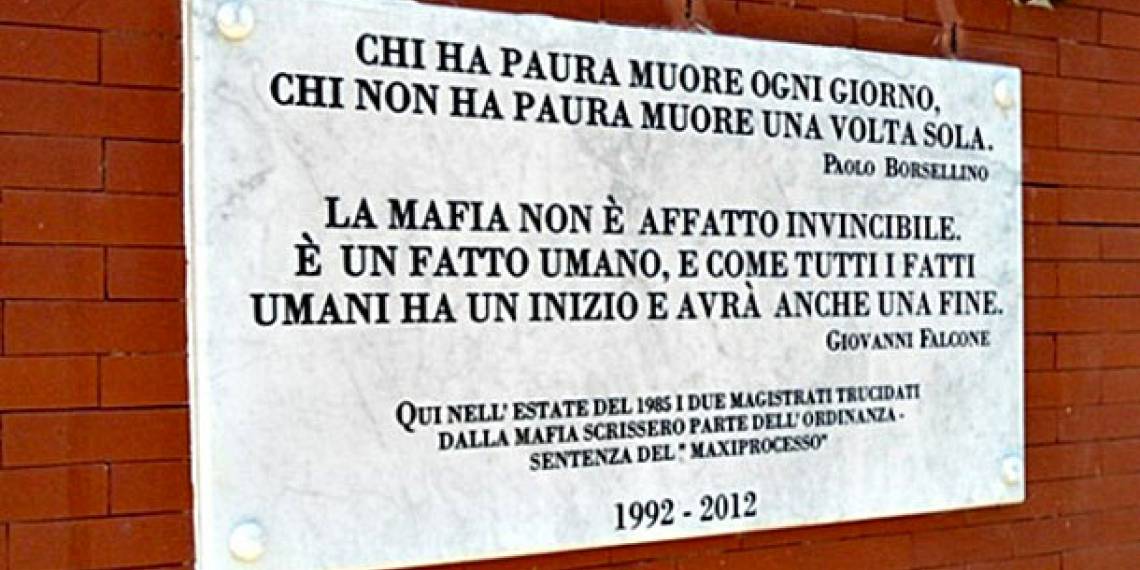 CHI HA PAURA MUORE OGNI GIORNO,
CHI NON HA PAURA MUORE UNA VOLTA SOLA.
PAOLO BORSELLINO
LA MAFIA NON È AFFATTO INVINCIBILE.
È UN FATTO UMANO, E COME TUTTI I FATTI
UMANI HA UN INIZIO E AVRÀ ANCHE UNA FINE.
GIOVANNI FALCONE
QUI NELL' ESTATE DEL 1985 I DUE MAGISTRATI TRUCIDATI
DALLA MAFIA SCRISSERO PARTE DELL' ORDINANZA -
SENTENZA DEL " MAXIPROCESSO"
1992 - 2012